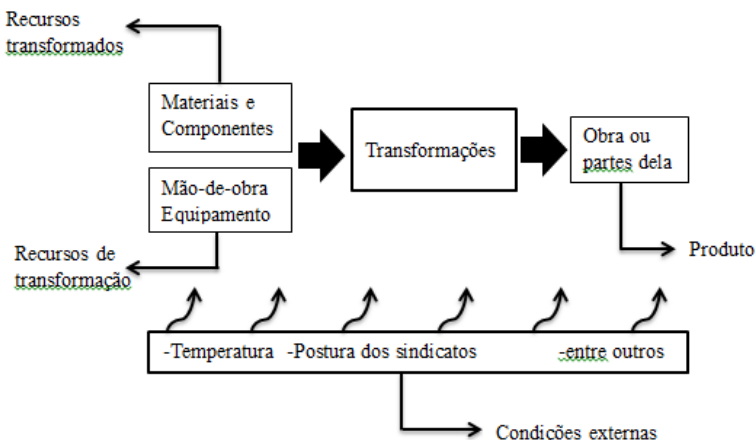 Recursos
transformados
Materiais e
Componentes
Transformações
Obra ou
partes dela
Mão-de-obra
Equipamento
Recursos de
transformação
Produto
-Temperatura -Postura dos sindicatos -entre outros
Condições externas